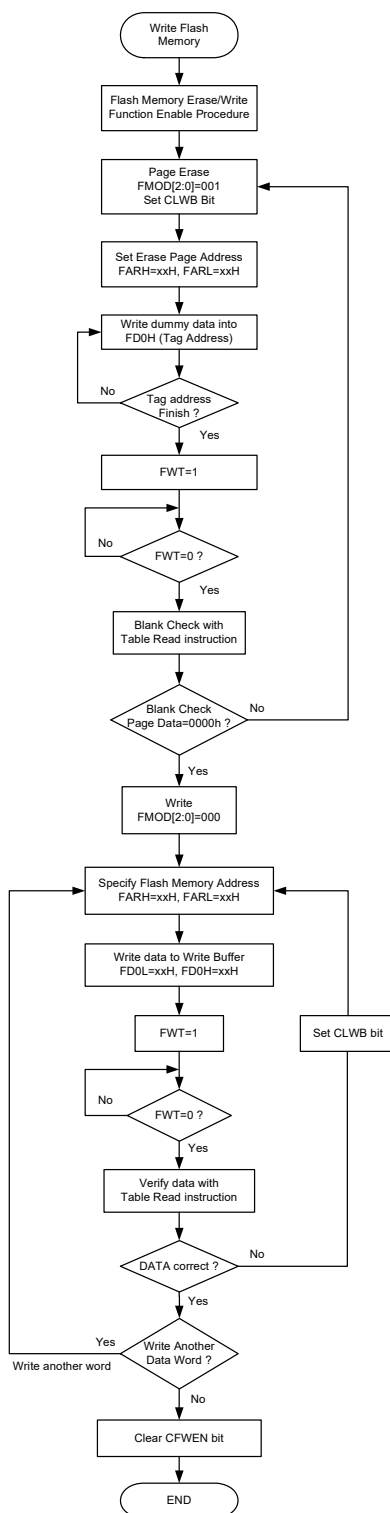 Write Flash
Memory
Flash Memory Erase/Write
Function Enable Procedure
Page Erase
FMOD[2:0]=001
Set CLWB Bit
Set Erase Page Address
FARH=xxH, FARL=xxH
Write dummy data into
FD0H (Tag Address)
No
Tag address
Finish ?
Yes
FWT=1
No
FWT=0 ?
Yes
Blank Check with
Table Read instruction
Blank Check
Page Data=0000h ?
No
Yes
Write
FMOD[2:0]=000
Specify Flash Memory Address
FARH=xxH, FARL=xxH
Write data to Write Buffer
FD0L=xxH, FD0H=xxH
FWT=1
Set CLWB bit
No
FWT=0 ?
Yes
Verify data with
Table Read instruction
DATA correct ?
No
Yes
Yes
Write another word
Write Another
Data Word ?
No
Clear CFWEN bit
END